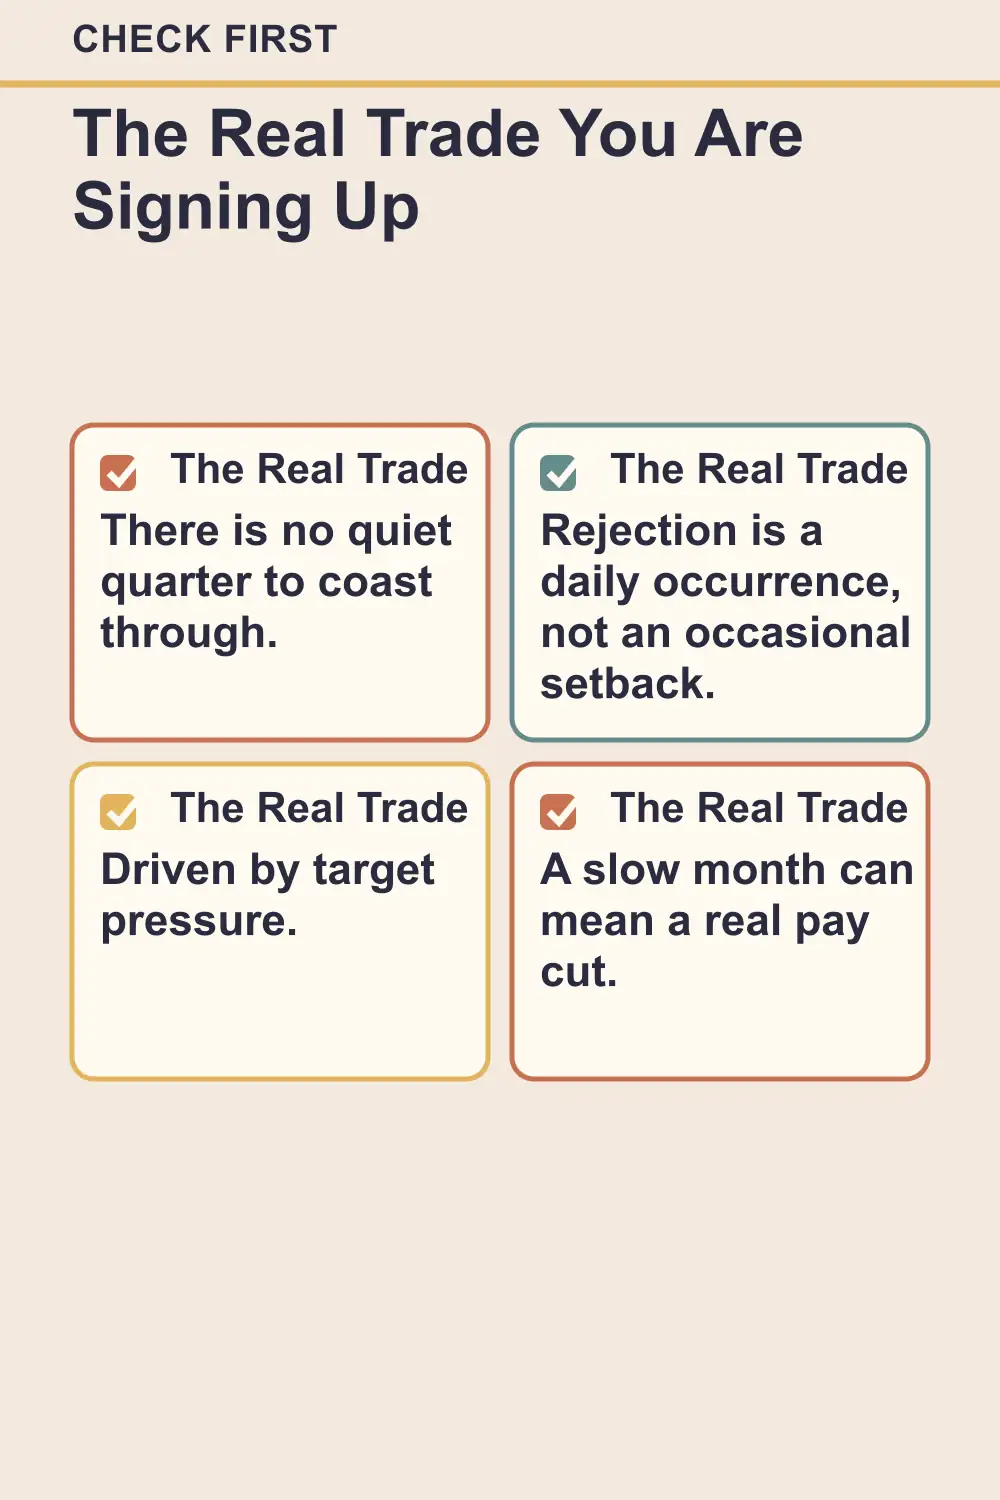 CHECK FIRST
The Real Trade You Are
Signing Up
The Real Trade
There is no quiet
quarter to coast
through.
The Real Trade
Rejection is a
daily occurrence,
not an occasional
setback.
The Real Trade
Driven by target
pressure.
The Real Trade
A slow month can
mean a real pay
cut.